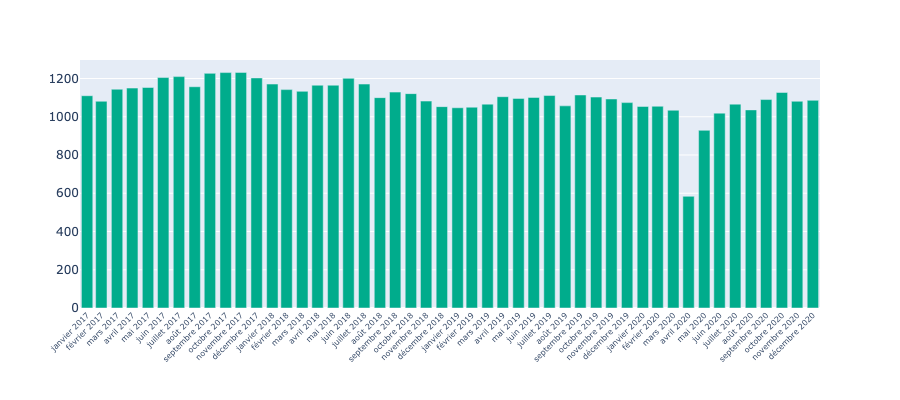 1200
1000
800
600
400
200
0
janvier 2017
février 2017
mars 2017
avril 2017
mai 2017
juin 2017
juillet 2017
août 2017
septembre 2017
octobre 2017
novembre 2017
décembre 2017
janvier 2018
février 2018
mars 2018
avril 2018
mai 2018
juin 2018
juillet 2018
août 2018
septembre 2018
octobre 2018
novembre 2018
décembre 2018
janvier 2019
février 2019
mars 2019
avril 2019
mai 2019
juin 2019
juillet 2019
août 2019
septembre 2019
octobre 2019
novembre 2019
décembre 2019
janvier 2020
février 2020
mars 2020
avril 2020
mai 2020
juin 2020
juillet 2020
août 2020
septembre 2020
octobre 2020
novembre 2020
décembre 2020